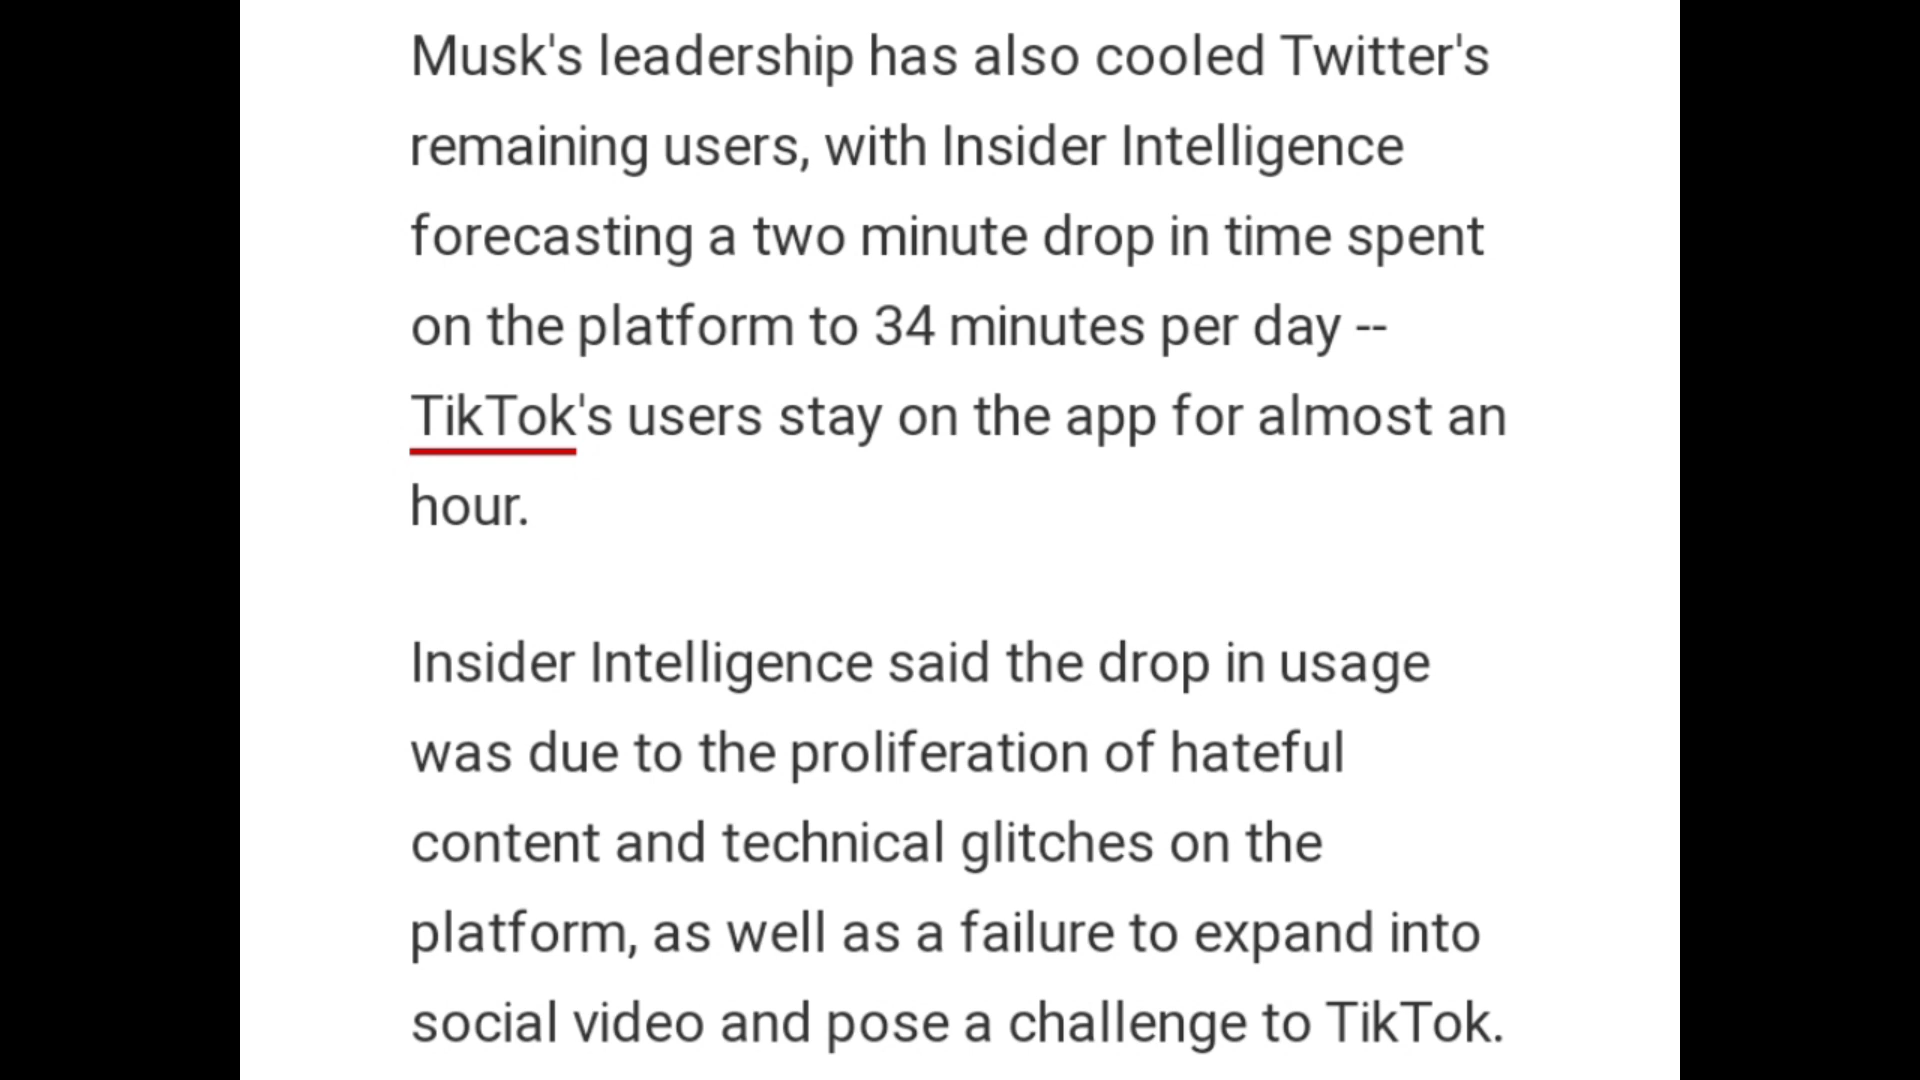 Musk's leadership has also cooled Twitter's
remaining users, with Insider Intelligence
forecasting a two minute drop in time spent
on the platform to 34 minutes per day --
TikTok's users stay on the app for almost an
hour.
Insider Intelligence said the drop in usage
was due to the proliferation of hateful
content and technical glitches on the
platform, as well as a failure to expand into
social video and pose a challenge to TikTok.